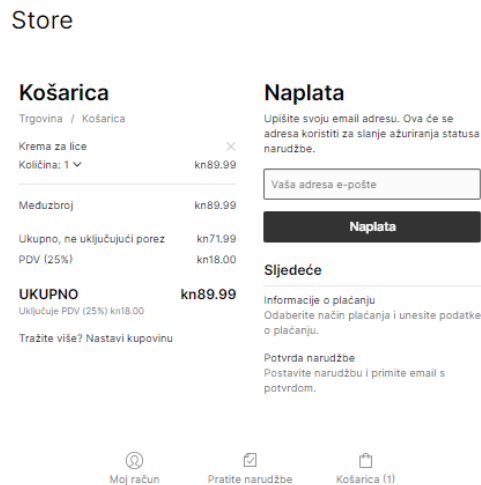 Store
Košarica
Trgovina / Košarica
Krema za lice
Količina: 1
kn89.99
Međuzbroj
kn89.99
Ukupno, ne uključujući porez
kn71.99
PDV (25%)
kn18.00
UKUPNO
kn89.99
Uključuje PDV (25%) kn18.00
Tražite više? Nastavi kupovinu
Naplata
Upišite svoju email adresu. Ova će se
adresa koristiti za slanje ažuriranja statusa
narudžbe.
Vaša adresa e-pošte
Naplata
Sljedeće
Informacije o plaćanju
Odaberite način plaćanja i unesite podatke
o plaćanju.
Potvrda narudžbe
Postavite narudžbu i primite email s
potvrdom.
Moj račun
Pratite narudžbe
Košarica (1)